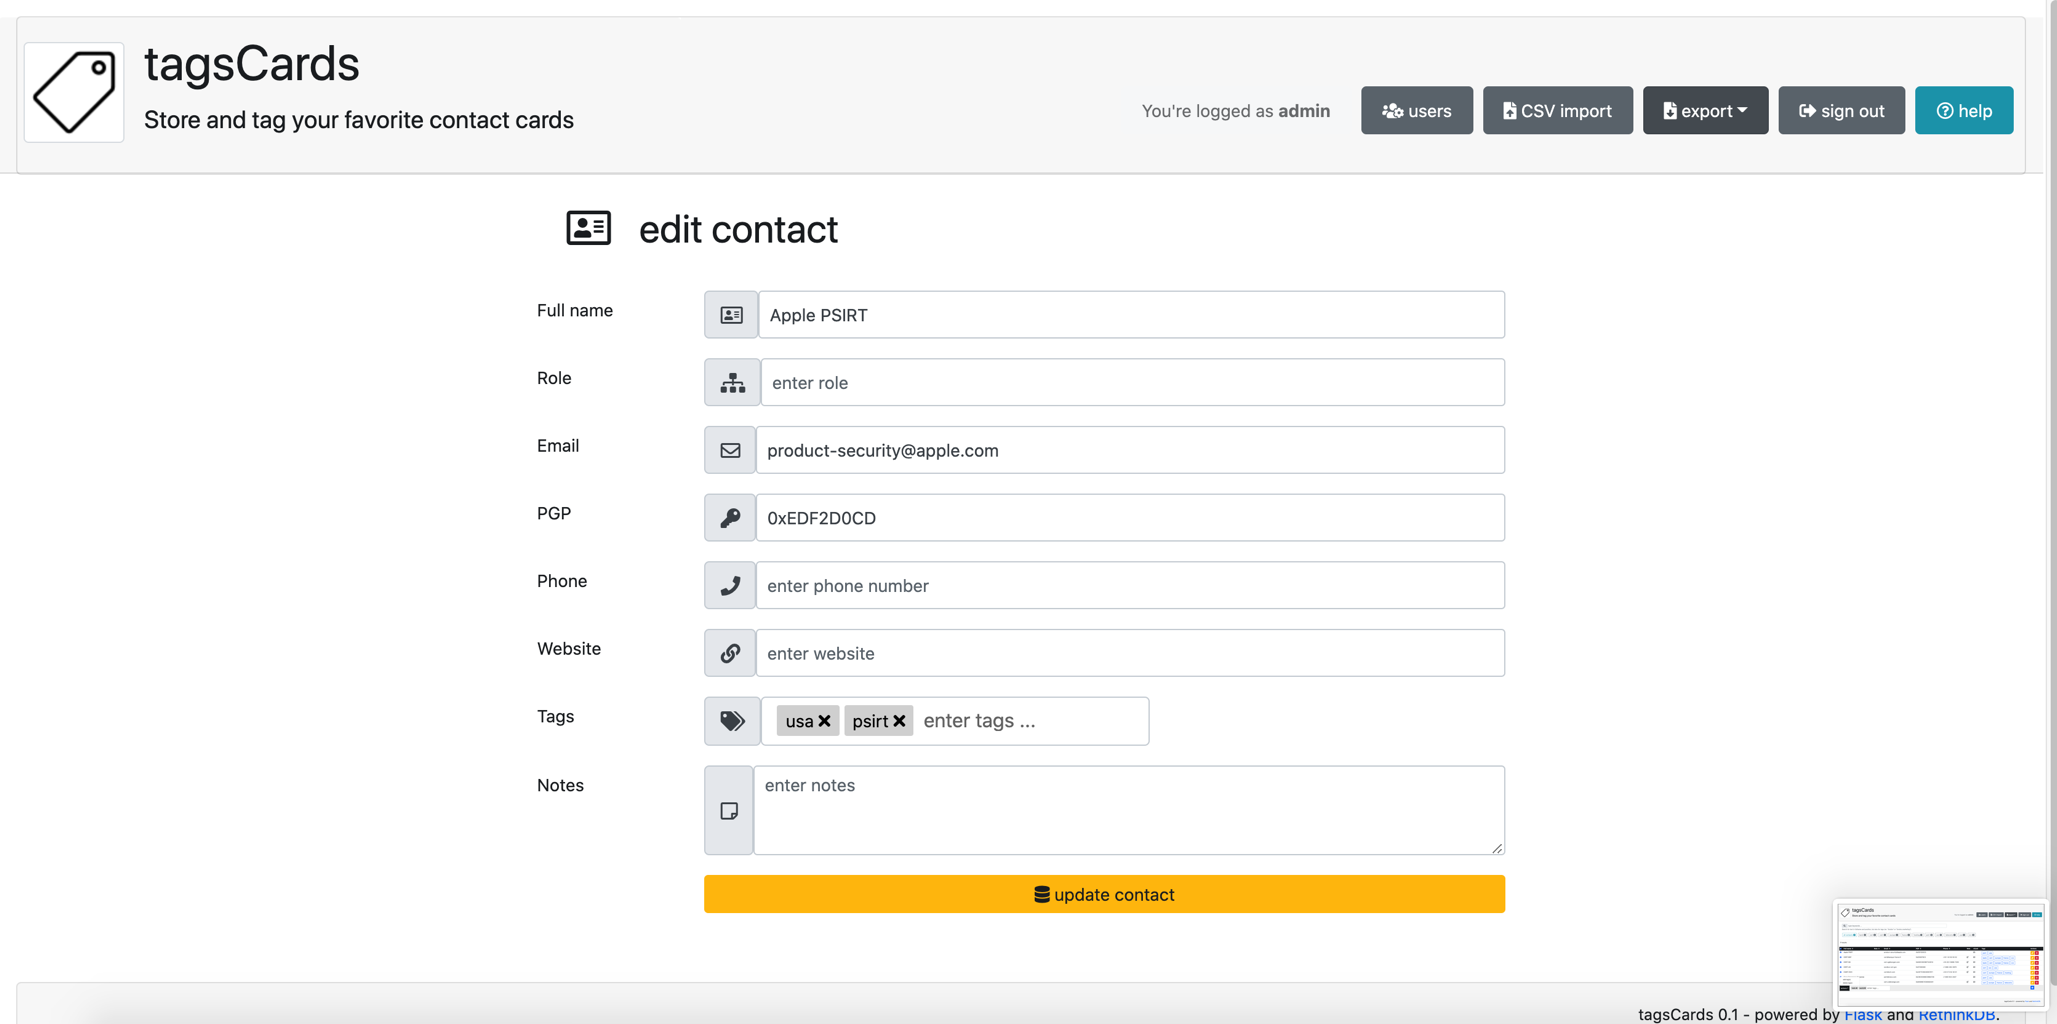 tagsCards
Store and tag your favorite contact cards
You're logged as admin
users
CSV import
export
sign out
help
edit contact
Full name
Apple PSIRT
Role
enter role
Email
product-security@apple.com
PGP
0xEDF2D0CD
Phone
enter phone number
Website
enter website
Tags
usa psirt enter tags ...
Notes
enter notes
update contact
tagsCards
tagsCards 0.1 - powered by Flask and RethinkDB.